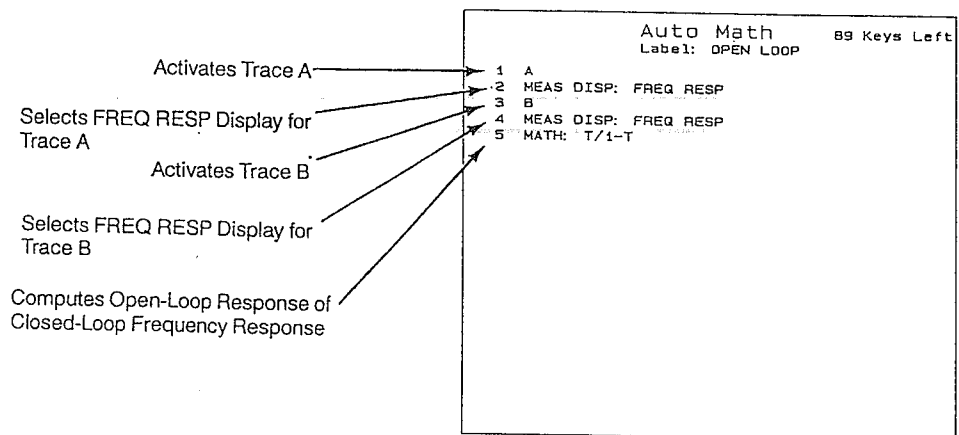 Auto Math 89 Keys Left
Label: OPEN LOOP
Activates Trace A
1 A
2 MEAS DISP: FREQ RESP
Selects FREQ RESP Display for
Trace A
3 B
4 MEAS DISP: FREQ RESP
5 MATH: T/1-T
Activates Trace B
Selects FREQ RESP Display for
Trace B
Computes Open-Loop Response of
Closed-Loop Frequency Response